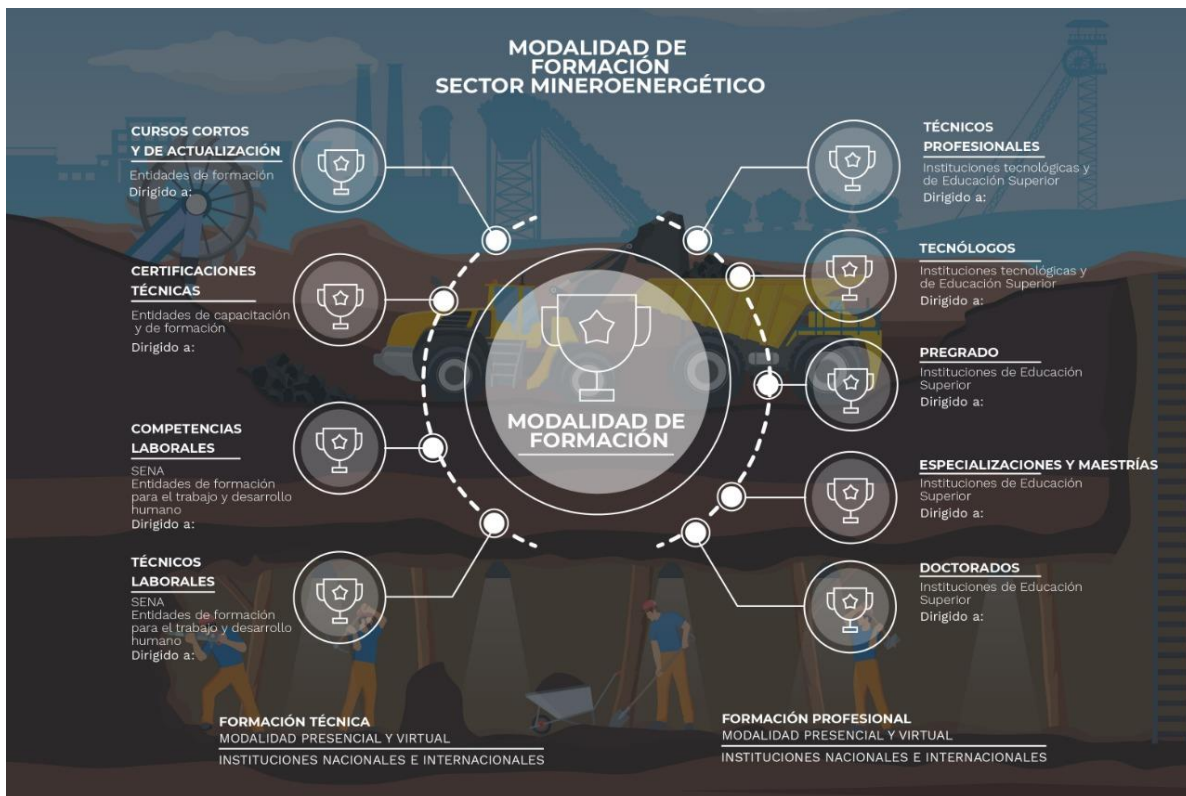 MODALIDAD DE
FORMACIÓN
SECTOR MINEROENERGÉTICO
CURSOS CORTOS
Y DE ACTUALIZACIÓN
Entidades de formación
Dirigido a:
CERTIFICACIONES
TÉCNICAS
Entidades de capacitación
y de formación
Dirigido a:
COMPETENCIAS
LABORALES
SENA
Entidades de formación
para el trabajo y desarrollo
humano
Dirigido a:
TÉCNICOS
LABORALES
SENA
Entidades de formación
para el trabajo y desarrollo
humano
Dirigido a:
MODALIDAD DE
FORMACIÓN
TÉCNICOS
PROFESIONALES
Instituciones tecnológicas y
de Educación Superior
Dirigido a:
TECNÓLOGOS
Instituciones tecnológicas y
de Educación Superior
Dirigido a:
PREGRADO
Instituciones de Educación
Superior
Dirigido a:
ESPECIALIZACIONES Y MAESTRÍAS
Instituciones de Educación
Superior
Dirigido a:
DOCTORADOS
Instituciones de Educación
Superior
Dirigido a:
FORMACIÓN TÉCNICA
MODALIDAD PRESENCIAL Y VIRTUAL
INSTITUCIONES NACIONALES E INTERNACIONALES
FORMACIÓN PROFESIONAL
MODALIDAD PRESENCIAL Y VIRTUAL
INSTITUCIONES NACIONALES E INTERNACIONALES